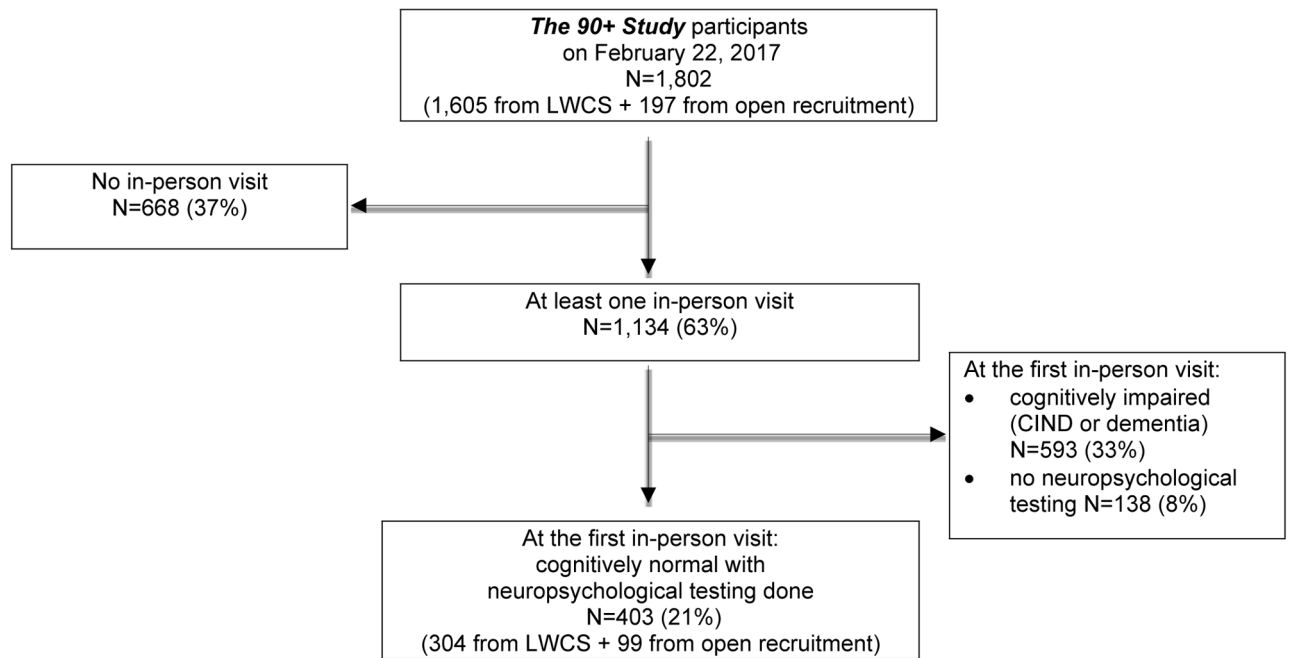 The 90+ Study participants
on February 22, 2017
N=1,802
(1,605 from LWCS + 197 from open recruitment)
No in-person visit
N=668 (37%)
At least one in-person visit
N=1,134 (63%)
At the first in-person visit:
• cognitively impaired
(CIND or dementia)
N=593 (33%)
• no neuropsychological
testing N=138 (8%)
At the first in-person visit:
cognitively normal with
neuropsychological testing done
N=403 (21%)
(304 from LWCS + 99 from open recruitment)